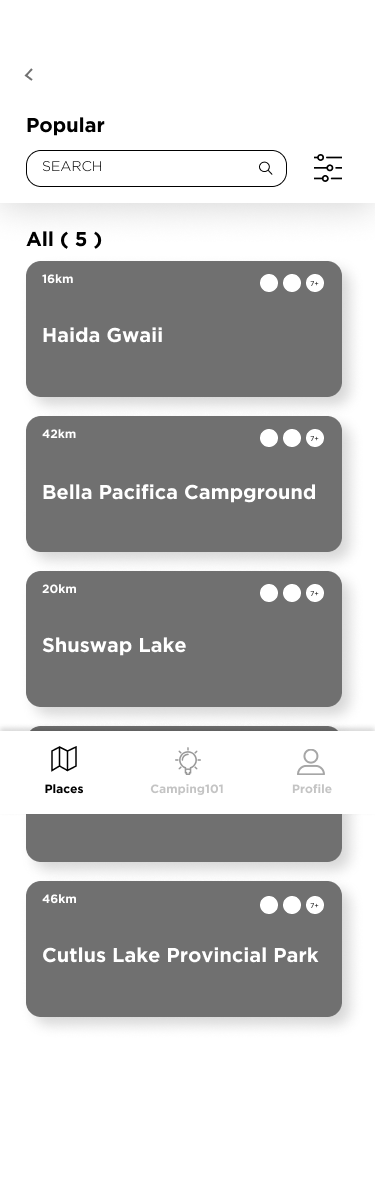 Popular
SEARCH
All ( 5 )
16km
7+
Haida Gwaii
42km
7+
Bella Pacifica Campground
20km
7+
Shuswap Lake
Places
Camping101
Profile
46km
7+
Cutlus Lake Provincial Park